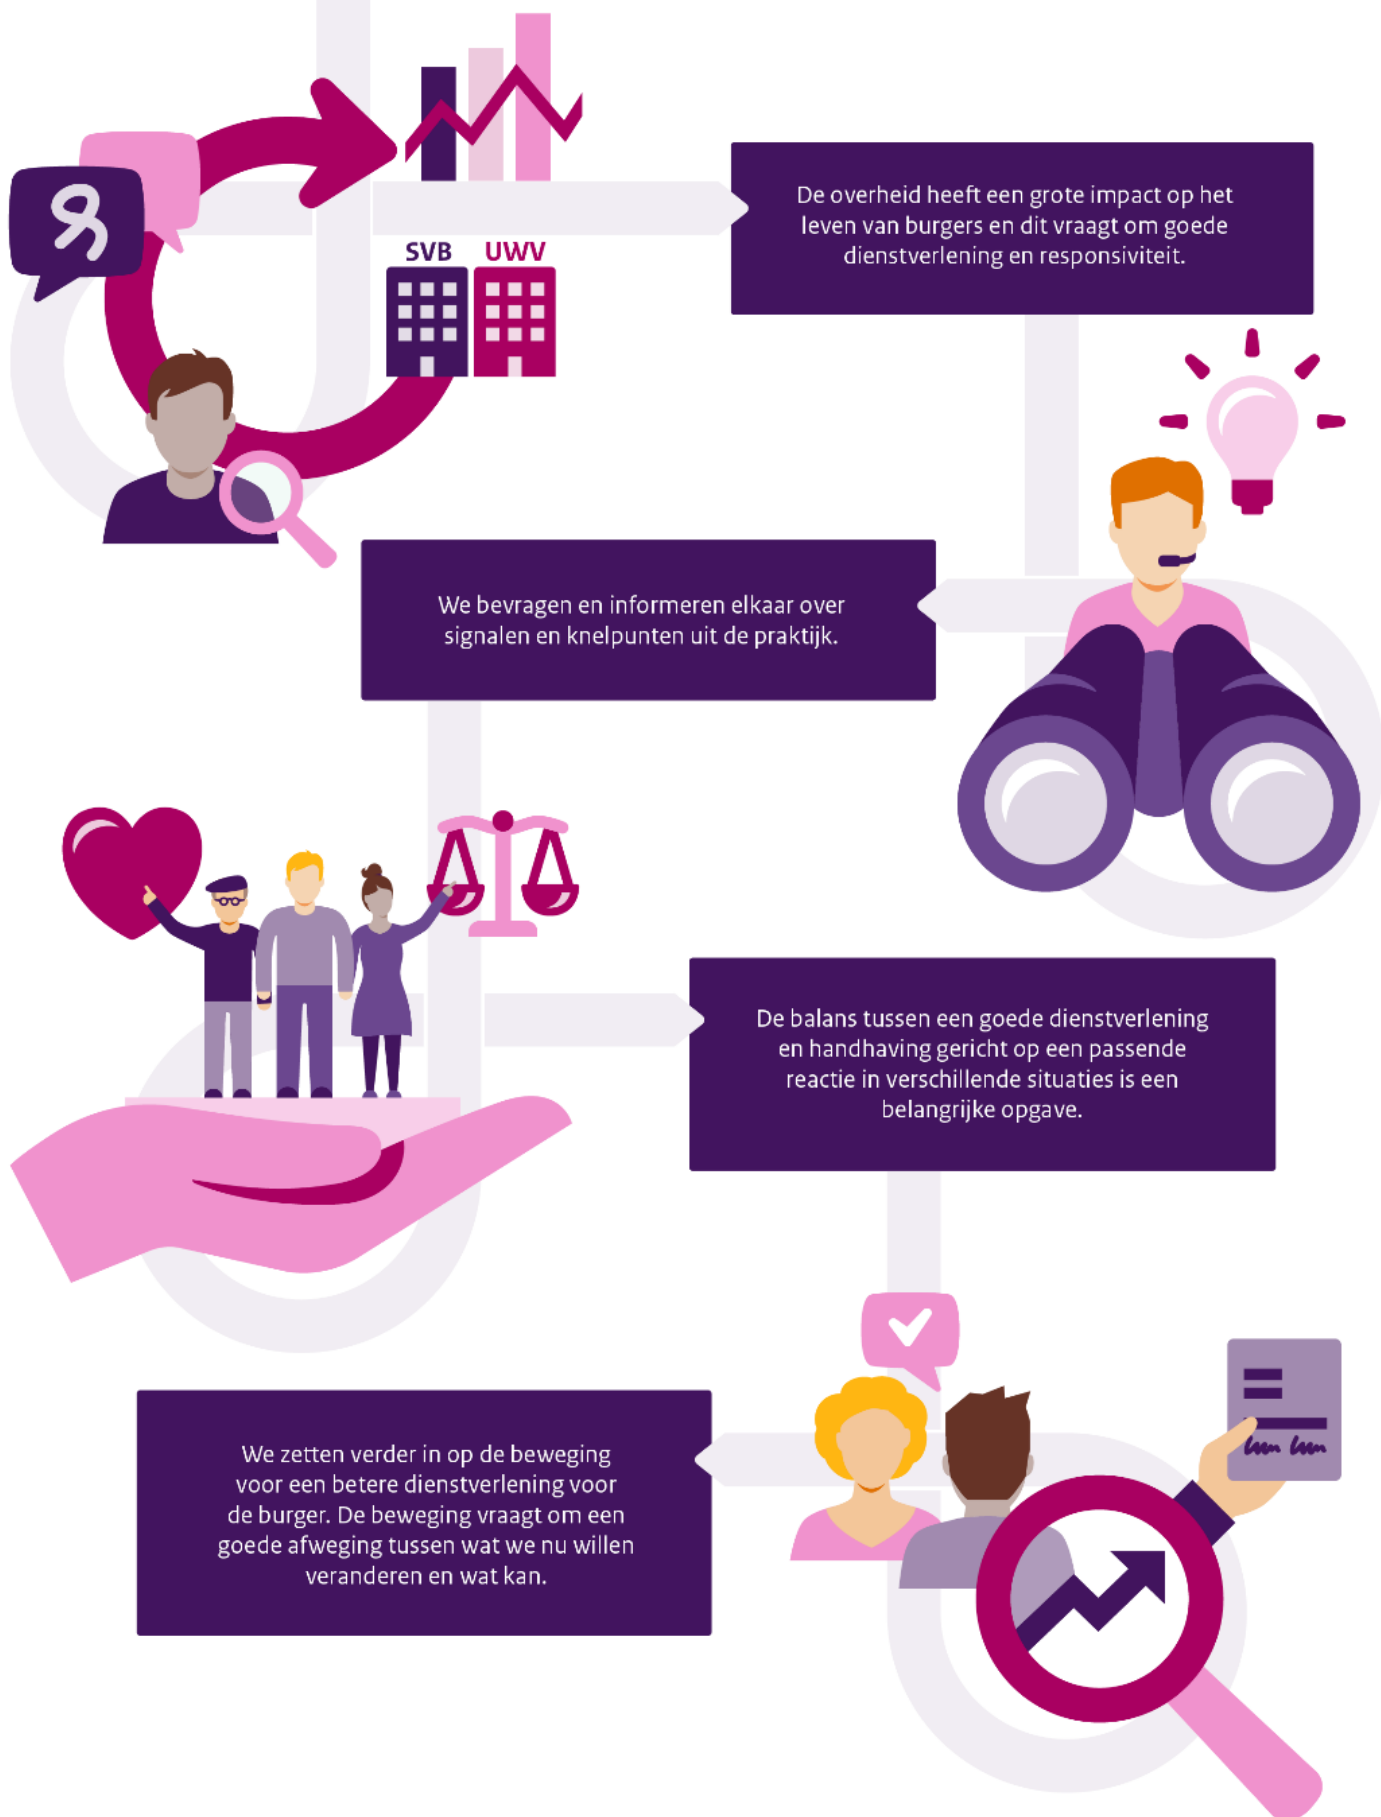 SVB UWV
De overheid heeft een grote impact op het
leven van burgers en dit vraagt om goede
dienstverlening en responsiviteit.
We bevragen en informeren elkaar over
signalen en knelpunten uit de praktijk.
De balans tussen een goede dienstverlening
en handhaving gericht op een passende
reactie in verschillende situaties is een
belangrijke opgave.
We zetten verder in op de beweging
voor een betere dienstverlening voor
de burger. De beweging vraagt om een
goede afweging tussen wat we nu willen
veranderen en wat kan.